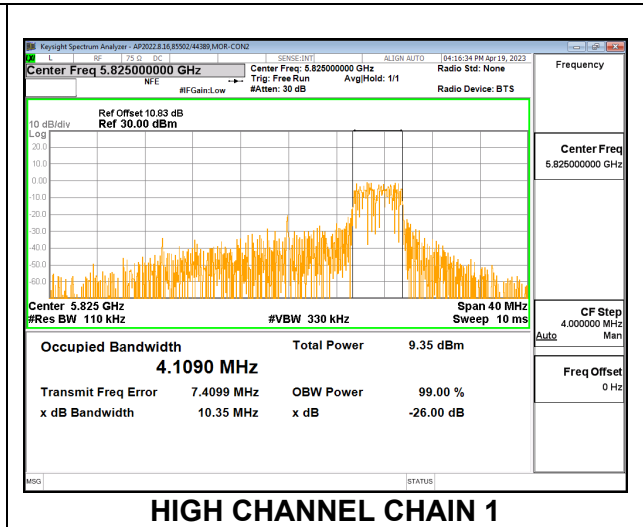 Keysight Spectrum Analyzer - AP2022.8.16,85502/44389,MOR-CON2
L RF 75 Ω DC SENSE:INT ALIGN AUTO 04:16:34 PM Apr 19, 2023
Center Freq 5.825000000 GHz Center Freq: 5.825000000 GHz Radio Std: None
NFE Trig: Free Run Avg|Hold: 1/1
#IFGain:Low #Atten: 30 dB Radio Device: BTS
Frequency
Ref Offset 10.83 dB
10 dB/div Ref 30.00 dBm
Log
20.0
10.0
0.00
-10.0
-20.0
-30.0
-40.0
-50.0
-60.0
Center 5.825 GHz Span 40 MHz
#Res BW 110 kHz #VBW 330 kHz Sweep 10 ms
Center Freq
5.825000000 GHz
CF Step
4.000000 MHz
Auto Man
Freq Offset
0 Hz
Occupied Bandwidth Total Power 9.35 dBm
4.1090 MHz
Transmit Freq Error 7.4099 MHz OBW Power 99.00 %
x dB Bandwidth 10.35 MHz x dB -26.00 dB
MSG STATUS
HIGH CHANNEL CHAIN 1